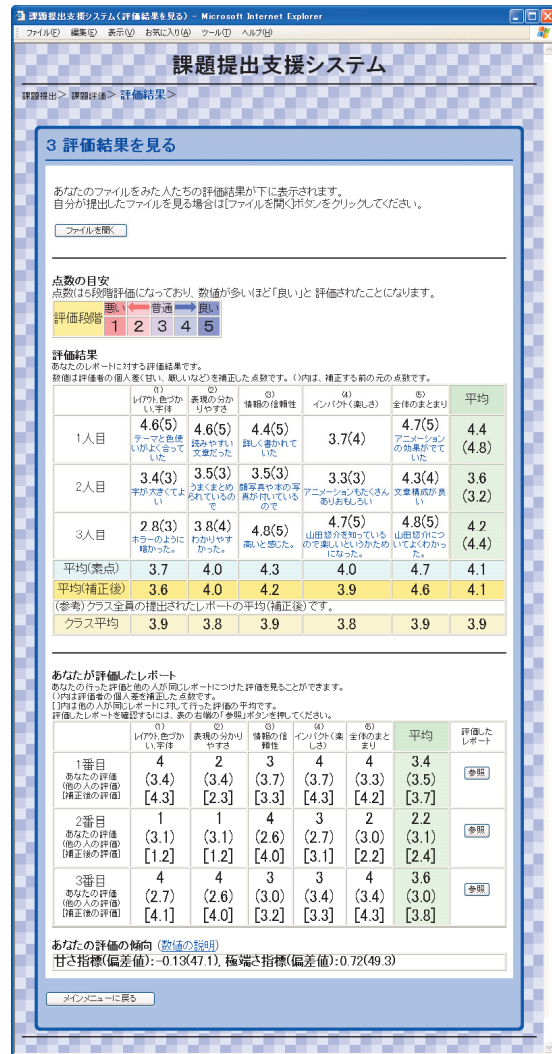 課題提出支援システム(評価結果を見る) - Microsoft Internet Explorer
ファイル(F) 編集(E) 表示(V) お気に入り(A) ツール(T) ヘルプ(H)
課題提出支援システム
課題提出> 課題評価> 評価結果>
3 評価結果を見る
あなたのファイルをみた人たちの評価結果が下に表示されます。
自分が提出したファイルを見る場合は[ファイルを開く]ボタンをクリックしてください。
ファイルを開く
点数の目安
点数は5段階評価になっており、数値が多いほど「良い」と 評価されたことになります。
評価段階 悪い 普通 良い
1 2 3 4 5
評価結果
あなたのレポートに対する評価結果です。
数値は評価者の個人差(甘い、厳しいなど)を補正した点数です。()内は、補正する前の元の点数です。
(1) レイアウト,色づかい,字体 (2) 表現の分かりやすさ (3) 情報の信頼性 (4) インパクト(楽しさ) (5) 全体のまとまり 平均
1人目 4.6(5) テーマと色使いがよく合っていた 4.6(5) 読みやすい文章だった 4.4(5) 詳しく書かれていた 3.7(4) 4.7(5) アニメーションの効果がでていた 4.4 (4.8)
2人目 3.4(3) 字が大きくてよい 3.5(3) うまくまとめられているので 3.5(3) 顔写真や本の写真が付いているので 3.3(3) アニメーションもたくさんありおもしろい 4.3(4) 文章構成が良い 3.6 (3.2)
3人目 2.8(3) ホラーのように暗かった。 3.8(4) わかりやすかった。 4.8(5) 高いと感じた。 4.7(5) 山田悠介を知っているので楽しいというかためになった。 4.8(5) 山田悠介についてよくわかった。 4.2 (4.4)
平均(素点) 3.7 4.0 4.3 4.0 4.7 4.1
平均(補正後) 3.6 4.0 4.2 3.9 4.6 4.1
(参考)クラス全員の提出されたレポートの平均(補正後)です。
クラス平均 3.9 3.8 3.9 3.8 3.9 3.9
あなたが評価したレポート
あなたの行った評価と他の人が同じレポートにつけた評価を見ることができます。
()内は評価者の個人差を補正した点数です。
[]内は他の人が同じレポートに対して行った評価の平均です。
評価したレポートを確認するには、表の右端の「参照」ボタンを押してください。
(1) レイアウト,色づかい,字体 (2) 表現の分かりやすさ (3) 情報の信頼性 (4) インパクト(楽しさ) (5) 全体のまとまり 平均 評価したレポート
1番目
あなたの評価 4 2 3 4 4 3.4 参照
(他の人の評価) (3.4) (3.4) (3.7) (3.7) (3.3) (3.5)
[補正後の評価] [4.3] [2.3] [3.3] [4.3] [4.2] [3.7]
2番目
あなたの評価 1 1 4 3 2 2.2 参照
(他の人の評価) (3.1) (3.1) (2.6) (2.7) (3.0) (3.1)
[補正後の評価] [1.2] [1.2] [4.0] [3.1] [2.2] [2.4]
3番目
あなたの評価 4 4 3 3 4 3.6 参照
(他の人の評価) (2.7) (2.6) (3.0) (3.4) (3.4) (3.0)
[補正後の評価] [4.1] [4.0] [3.2] [3.3] [4.3] [3.8]
あなたの評価の傾向 (数値の説明)
甘さ指標(偏差値):-0.13(47.1), 極端さ指標(偏差値):0.72(49.3)
メインメニューに戻る